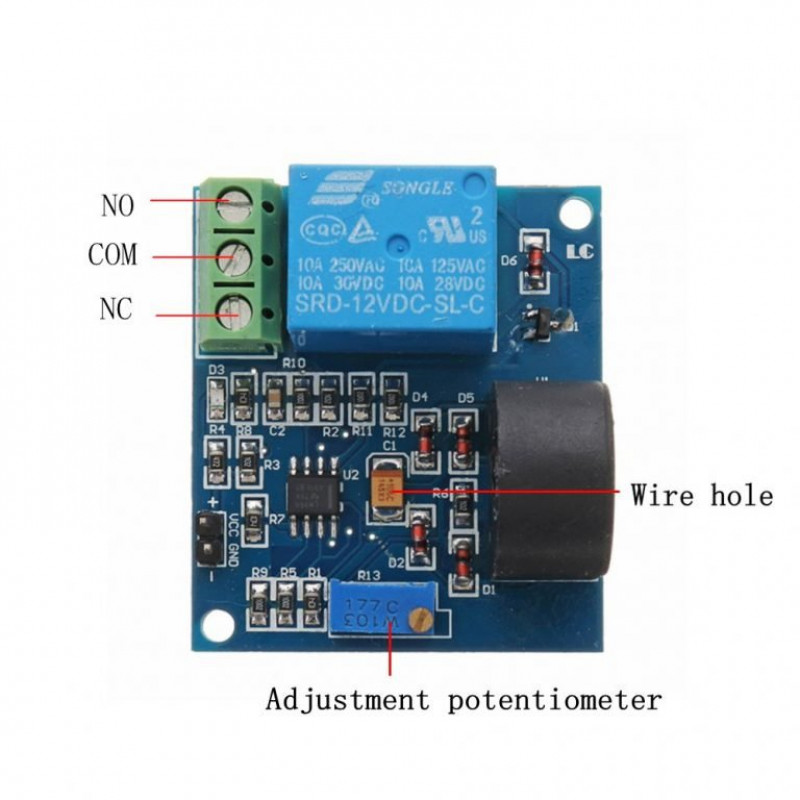 NO
COM
NC
SONGLE
®
CQC
2
C US
10A 250VAC 10A 125VAC
10A 30VDC 10A 28VDC
SRD-12VDC-SL-C
LC
D6
D3
R10
R4
R8
C2
R2
R11
R12
D4
D5
C1
R3
U2
R6
Wire hole
+
VCC
GND
-
R7
D2
D1
R9
R5
R1
R13
W103
Adjustment potentiometer